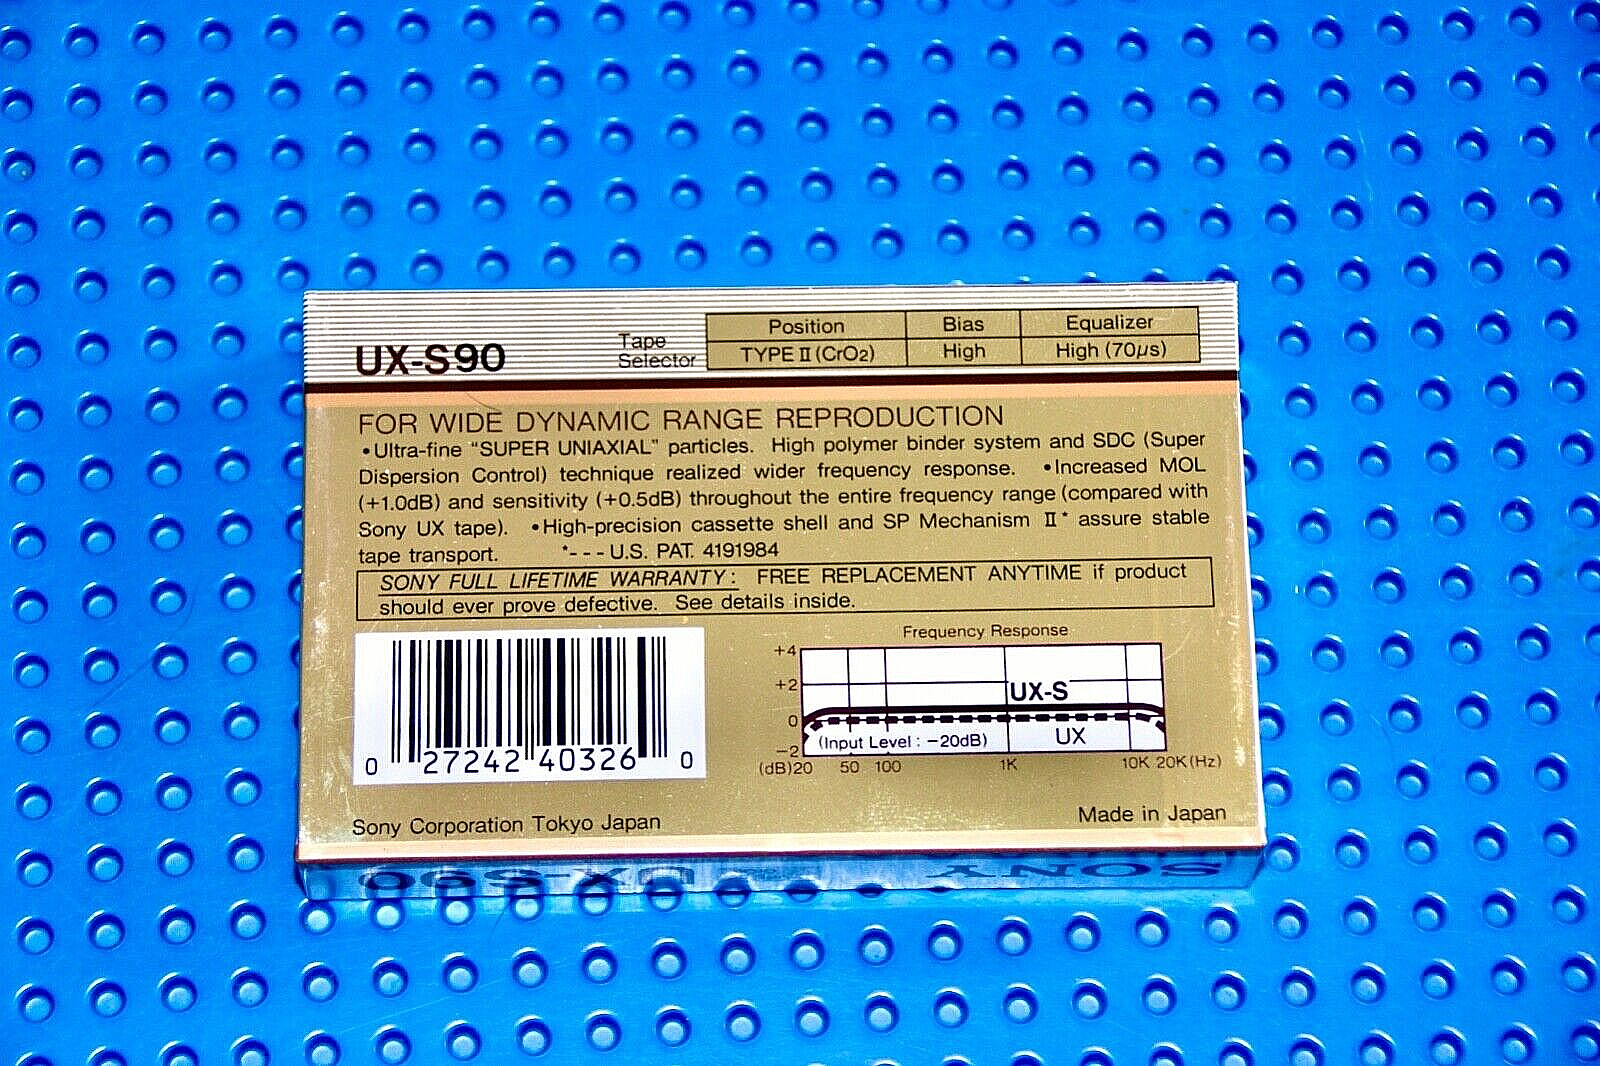 UX-S90
Tape
Selector
Position Bias Equalizer
TYPE II (CrO2) High High (70μs)
FOR WIDE DYNAMIC RANGE REPRODUCTION
•Ultra-fine “SUPER UNIAXIAL” particles. High polymer binder system and SDC (Super
Dispersion Control) technique realized wider frequency response. •Increased MOL
(+1.0dB) and sensitivity (+0.5dB) throughout the entire frequency range (compared with
Sony UX tape). •High-precision cassette shell and SP Mechanism II* assure stable
tape transport. *--- U.S. PAT. 4191984
SONY FULL LIFETIME WARRANTY: FREE REPLACEMENT ANYTIME if product
should ever prove defective. See details inside.
0 27242 40326 0
Frequency Response
+4
+2
UX-S
0
(Input Level : −20dB) UX
−2
(dB) 20 50 100 1K 10K 20K (Hz)
Sony Corporation Tokyo Japan
Made in Japan
SONY UX-S90